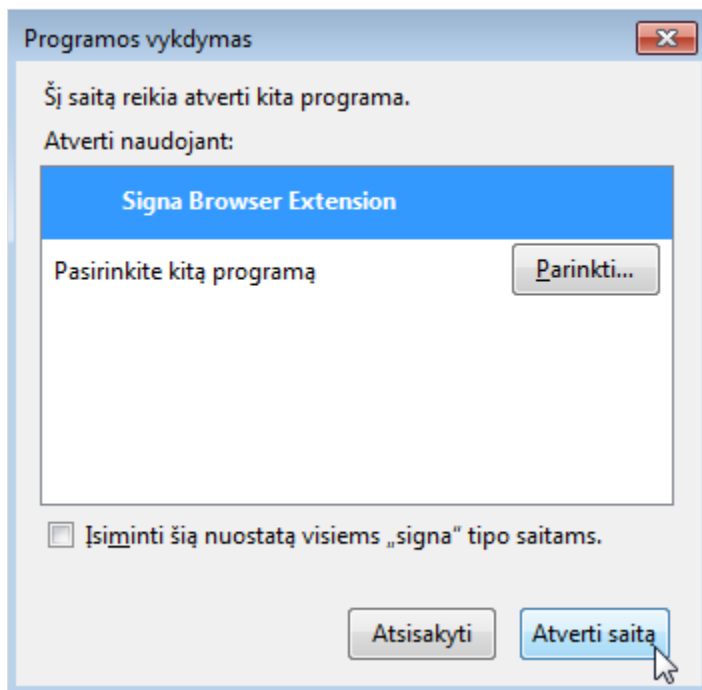 Programos vykdymas
Šį saitą reikia atverti kita programa.
Atverti naudojant:
Signa Browser Extension
Pasirinkite kitą programą
Parinkti...
Įsiminti šią nuostatą visiems „signa“ tipo saitams.
Atsisakyti
Atverti saitą